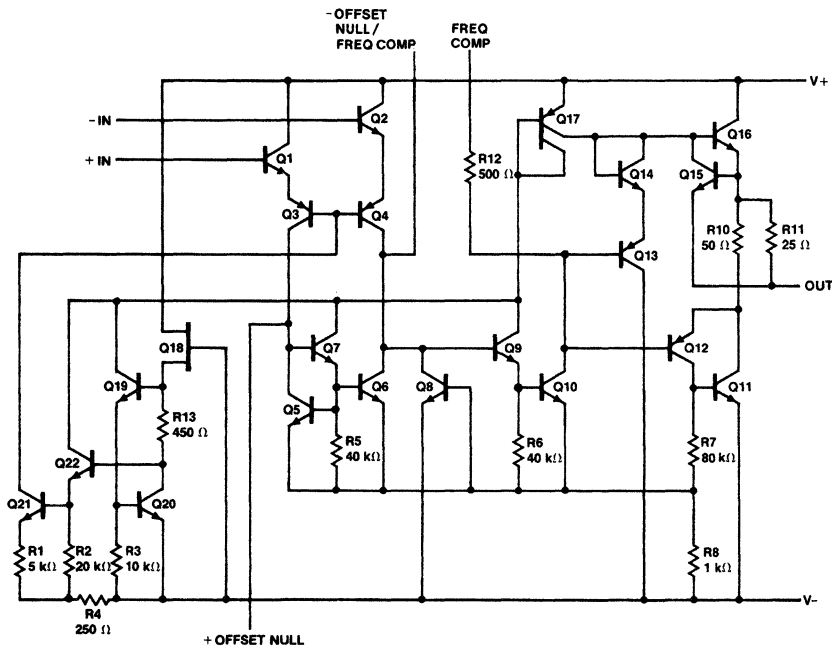 −OFFSET
NULL/
FREQ COMP
FREQ
COMP
V+
−IN
Q2
Q17
Q16
+IN
Q1
R12
500 Ω
Q14
Q15
Q3
Q4
R10
50 Ω
R11
25 Ω
Q13
OUT
Q18
Q7
Q9
Q12
Q19
Q6
Q8
Q10
Q11
R13
450 Ω
Q5
R5
40 kΩ
R6
40 kΩ
R7
80 kΩ
Q22
Q21
Q20
R1
5 kΩ
R2
20 kΩ
R3
10 kΩ
R8
1 kΩ
R4
250 Ω
V−
+OFFSET NULL